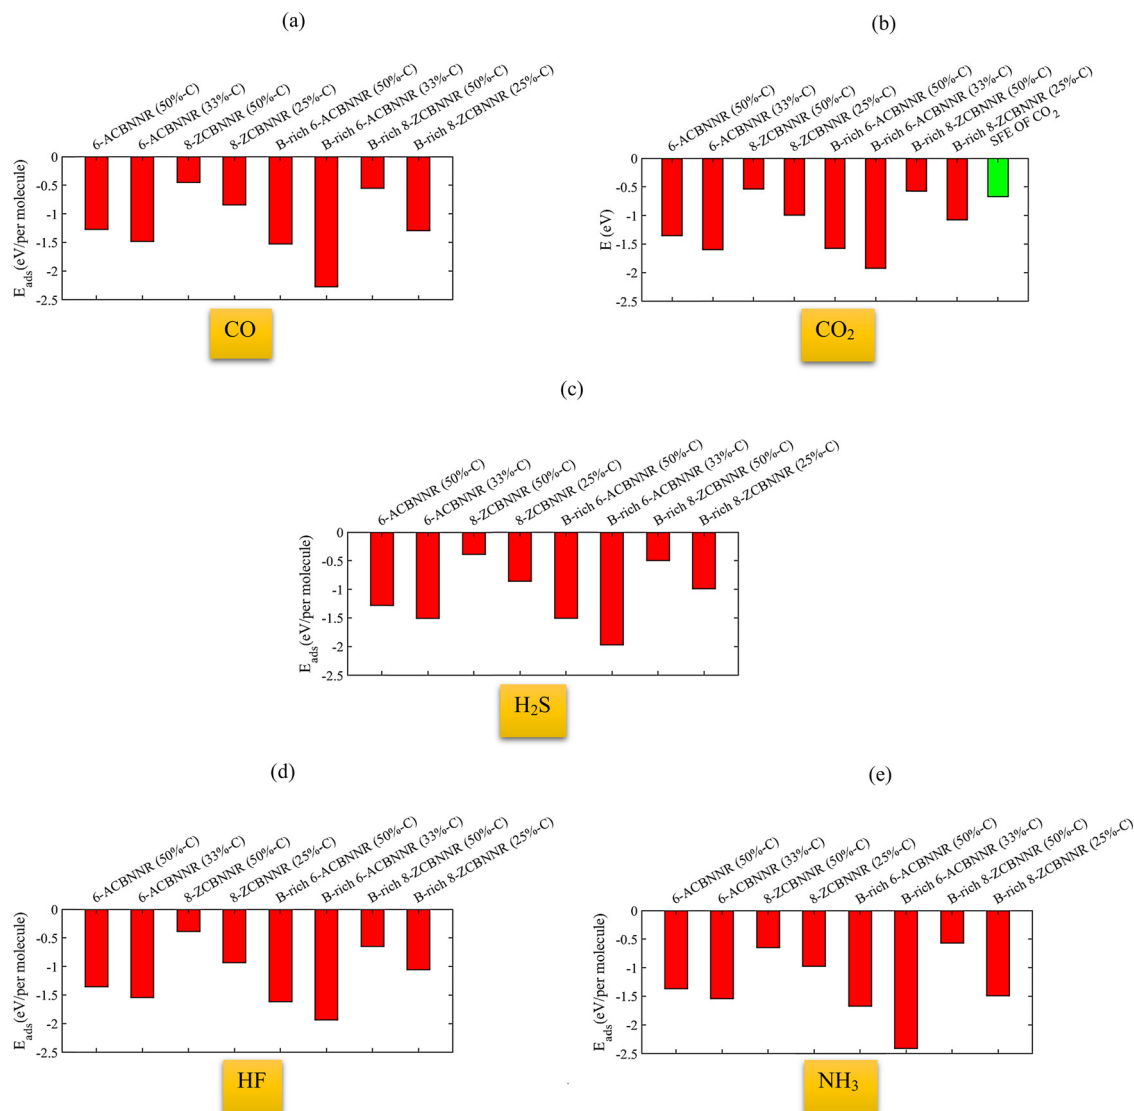 (a)
6-ACBNNR (50%-C)
6-ACBNNR (33%-C)
8-ZCBNNR (50%-C)
8-ZCBNNR (25%-C)
B-rich 6-ACBNNR (50%-C)
B-rich 6-ACBNNR (33%-C)
B-rich 8-ZCBNNR (50%-C)
B-rich 8-ZCBNNR (25%-C)
0
-0.5
-1
-1.5
-2
-2.5
E_ads(eV/per molecule)
CO
(b)
6-ACBNNR (50%-C)
6-ACBNNR (33%-C)
8-ZCBNNR (50%-C)
8-ZCBNNR (25%-C)
B-rich 6-ACBNNR (50%-C)
B-rich 6-ACBNNR (33%-C)
B-rich 8-ZCBNNR (50%-C)
B-rich 8-ZCBNNR (25%-C)
SFE OF CO₂
0
-0.5
-1
-1.5
-2
-2.5
E (eV)
CO₂
(c)
6-ACBNNR (50%-C)
6-ACBNNR (33%-C)
8-ZCBNNR (50%-C)
8-ZCBNNR (25%-C)
B-rich 6-ACBNNR (50%-C)
B-rich 6-ACBNNR (33%-C)
B-rich 8-ZCBNNR (50%-C)
B-rich 8-ZCBNNR (25%-C)
0
-0.5
-1
-1.5
-2
-2.5
E_ads(eV/per molecule)
H₂S
(d)
6-ACBNNR (50%-C)
6-ACBNNR (33%-C)
8-ZCBNNR (50%-C)
8-ZCBNNR (25%-C)
B-rich 6-ACBNNR (50%-C)
B-rich 6-ACBNNR (33%-C)
B-rich 8-ZCBNNR (50%-C)
B-rich 8-ZCBNNR (25%-C)
0
-0.5
-1
-1.5
-2
-2.5
E_ads(eV/per molecule)
HF
(e)
6-ACBNNR (50%-C)
6-ACBNNR (33%-C)
8-ZCBNNR (50%-C)
8-ZCBNNR (25%-C)
B-rich 6-ACBNNR (50%-C)
B-rich 6-ACBNNR (33%-C)
B-rich 8-ZCBNNR (50%-C)
B-rich 8-ZCBNNR (25%-C)
0
-0.5
-1
-1.5
-2
-2.5
E_ads(eV/per molecule)
NH₃